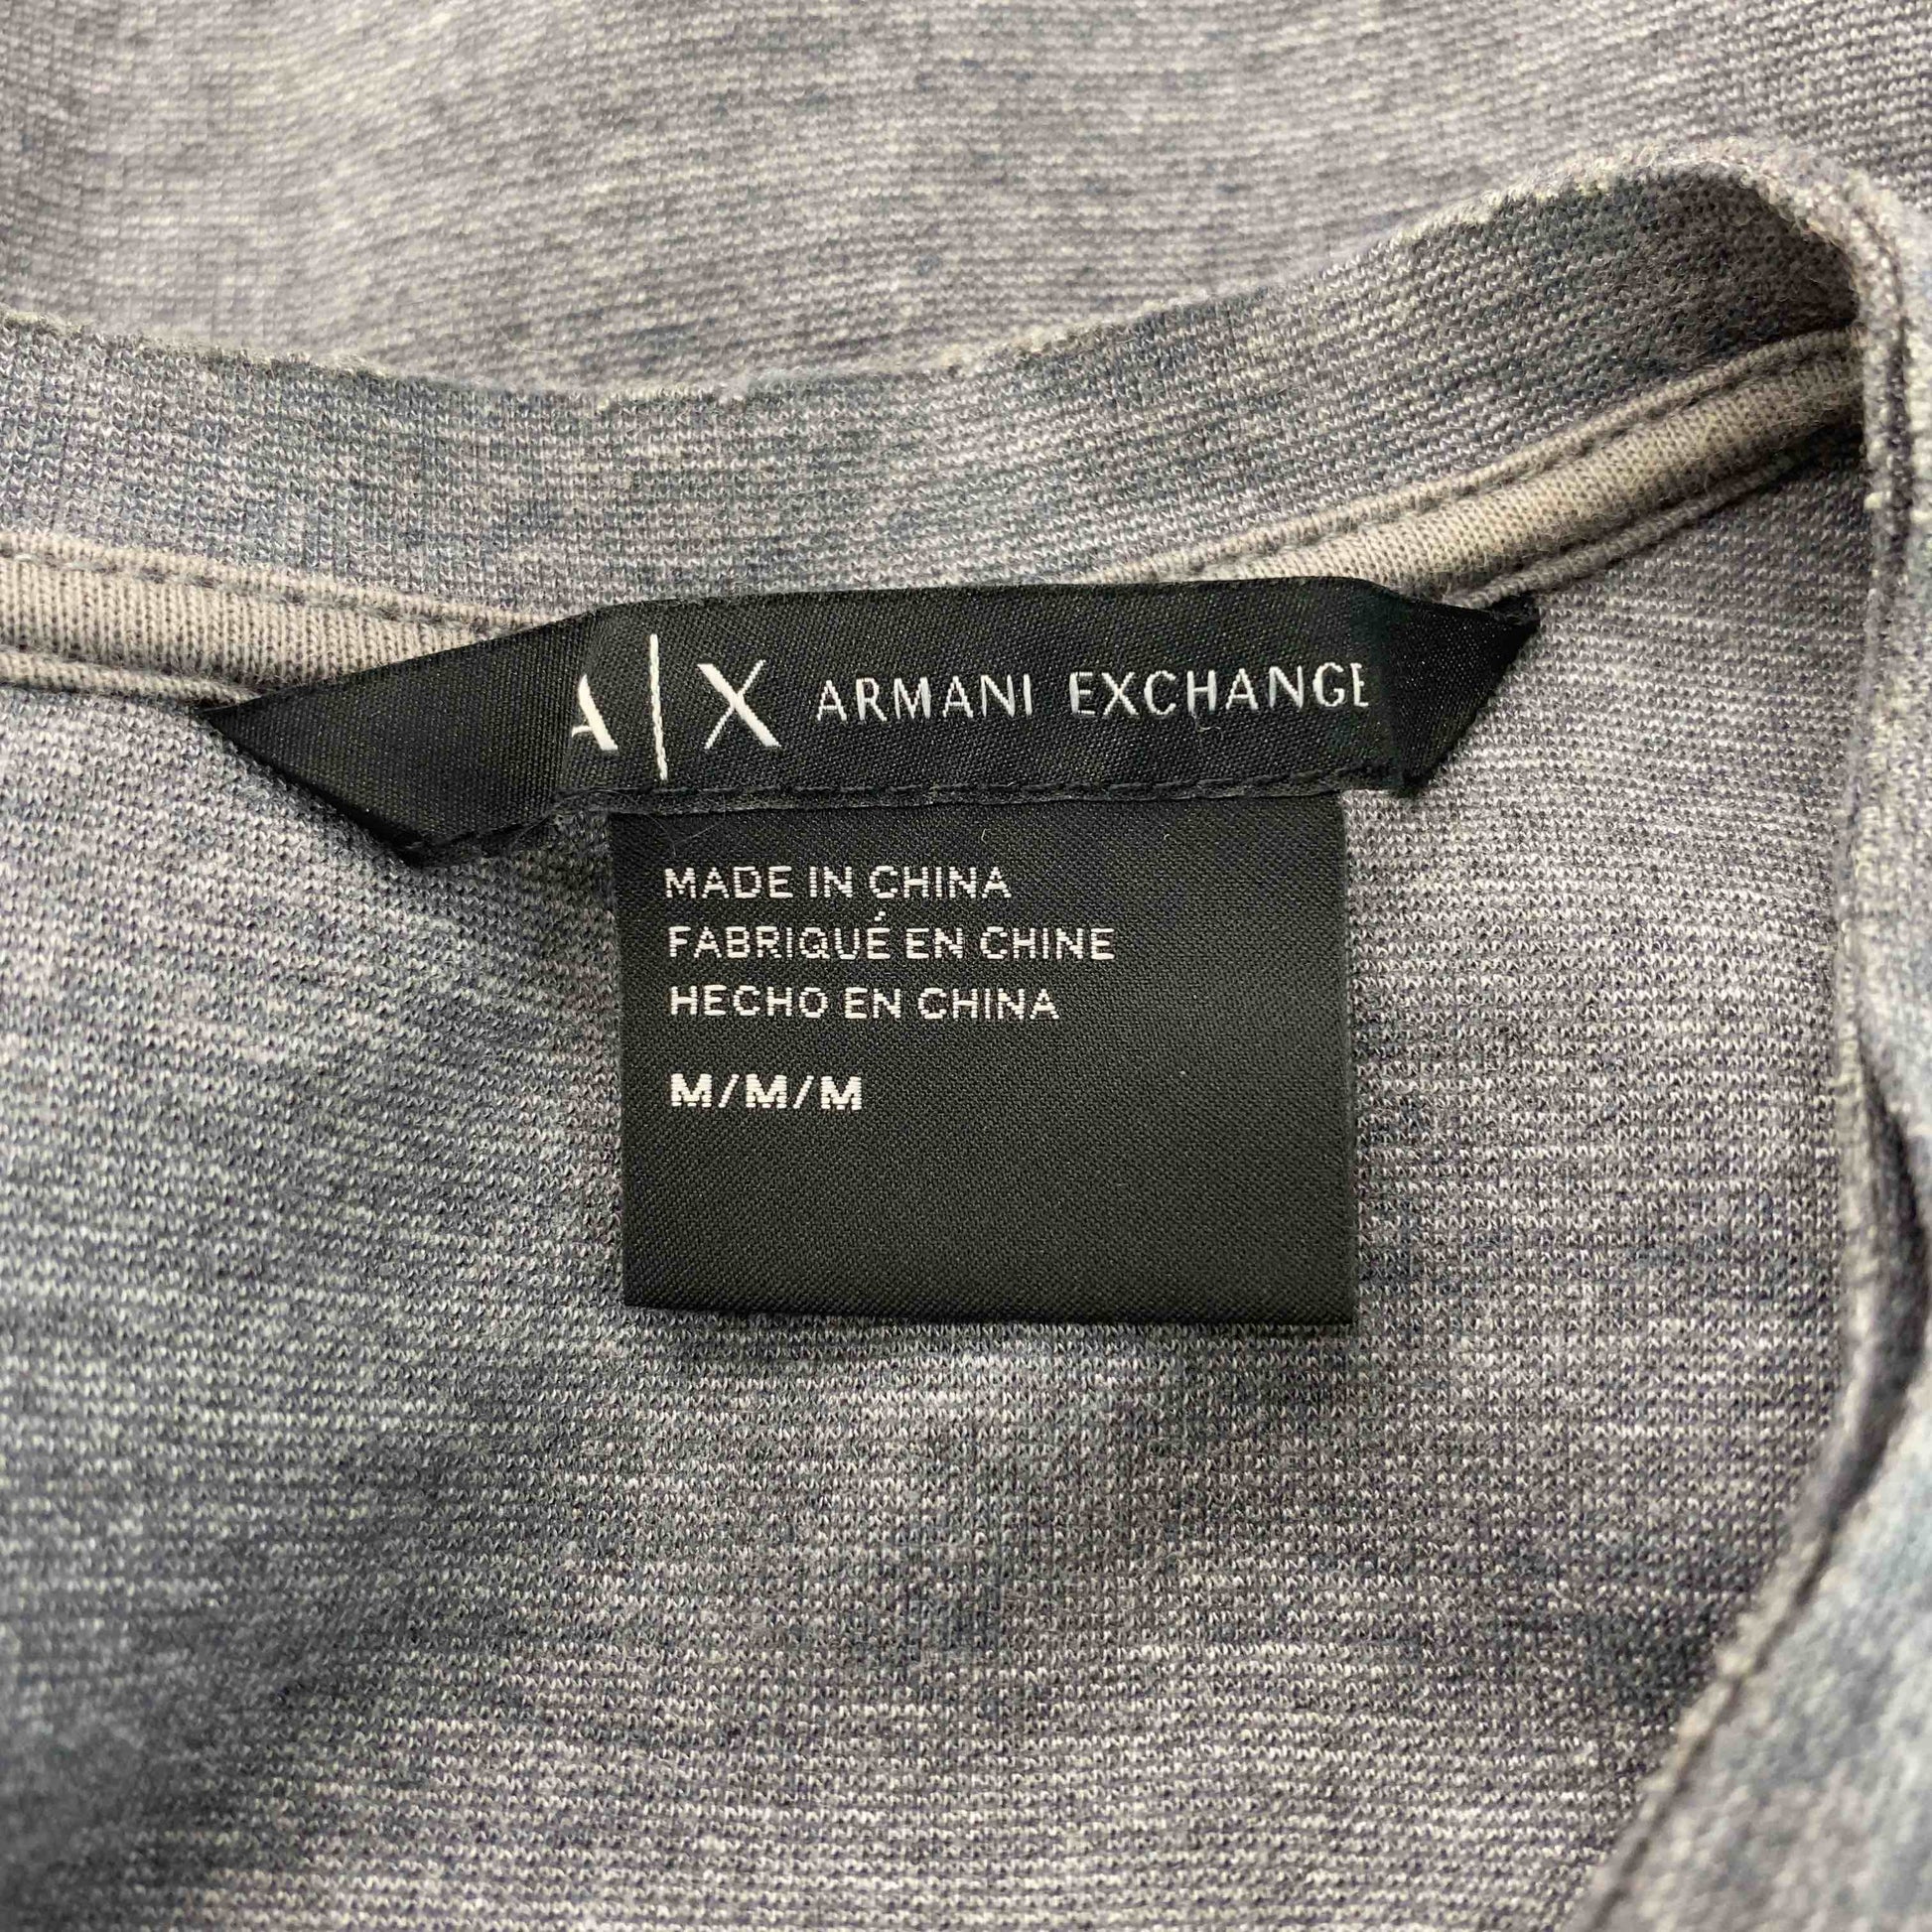 A|X ARMANI EXCHANGE
MADE IN CHINA
FABRIQUÉ EN CHINE
HECHO EN CHINA
M/M/M